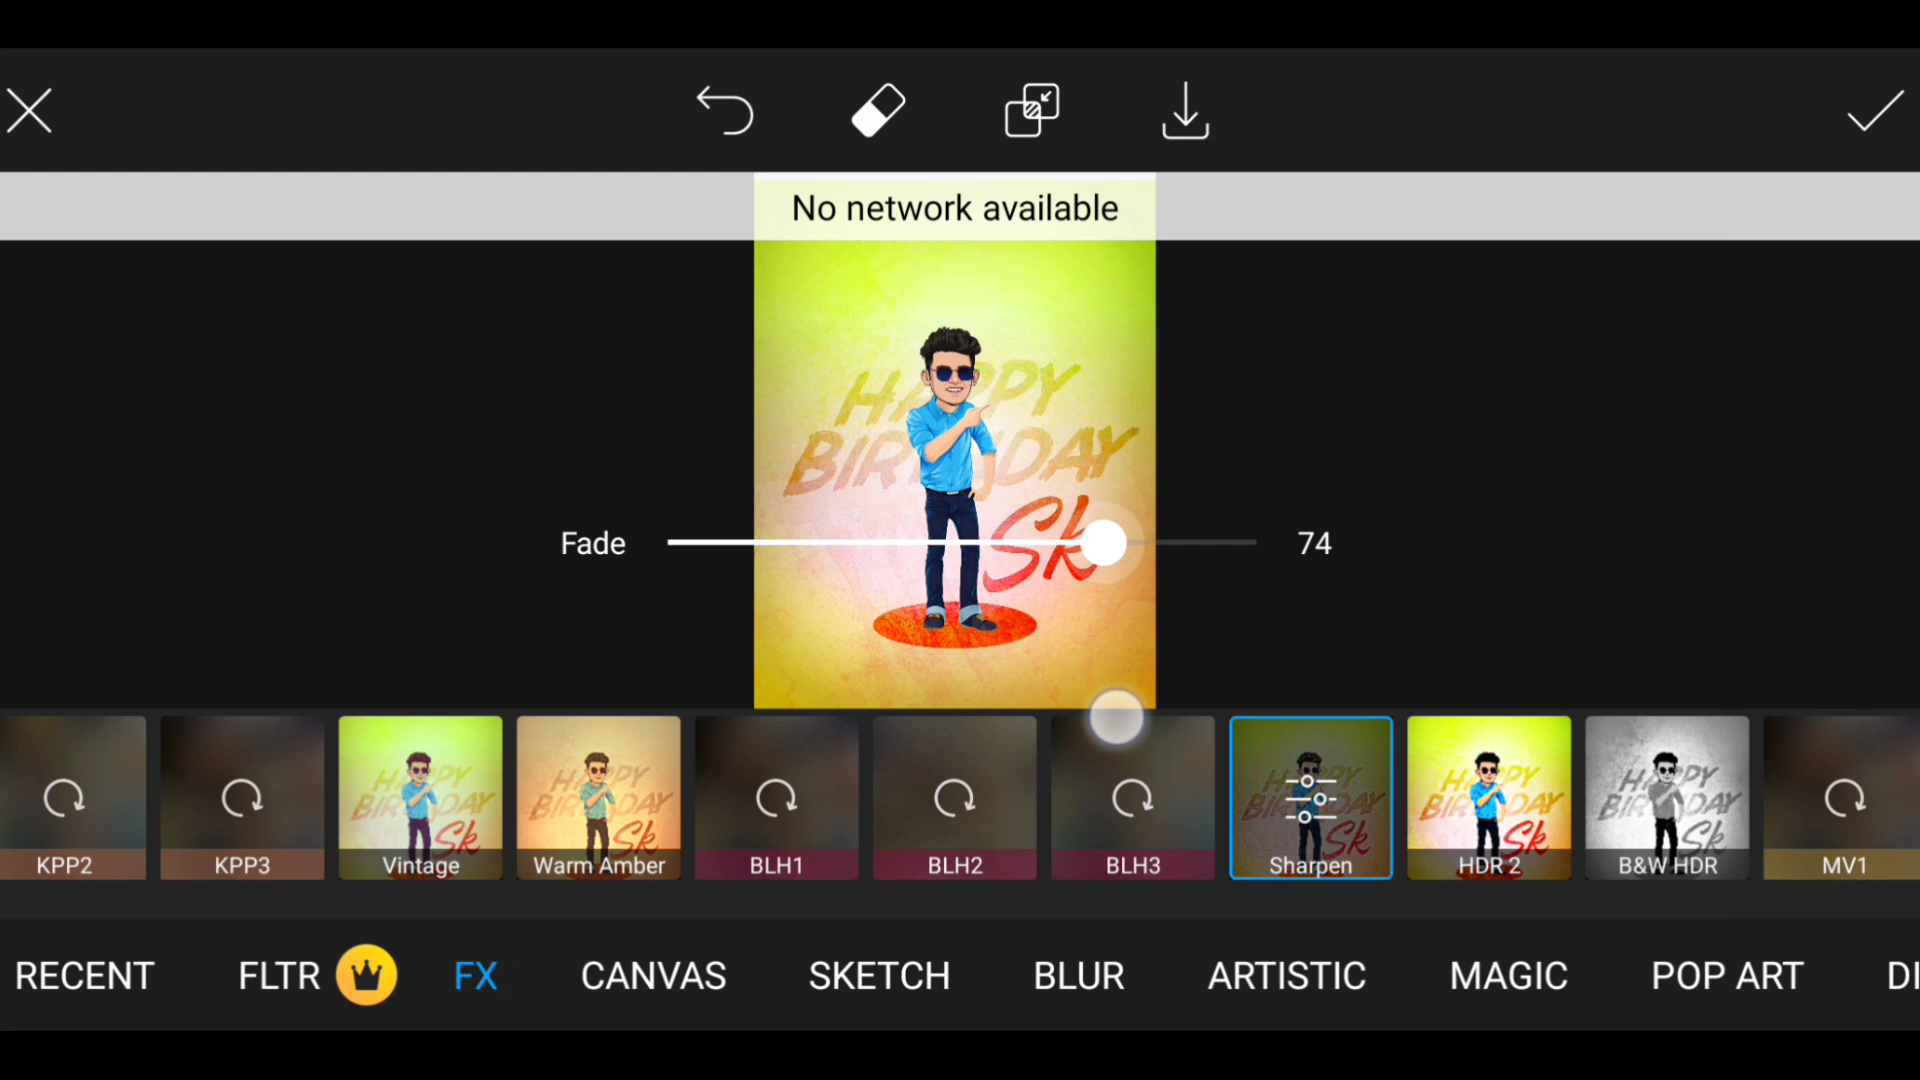 No network available
HAPPY
BIRTHDAY
Sk
Fade 74
KPP2 KPP3 Vintage Warm Amber BLH1 BLH2 BLH3 Sharpen HDR 2 B&W HDR MV1
RECENT FLTR FX CANVAS SKETCH BLUR ARTISTIC MAGIC POP ART DI